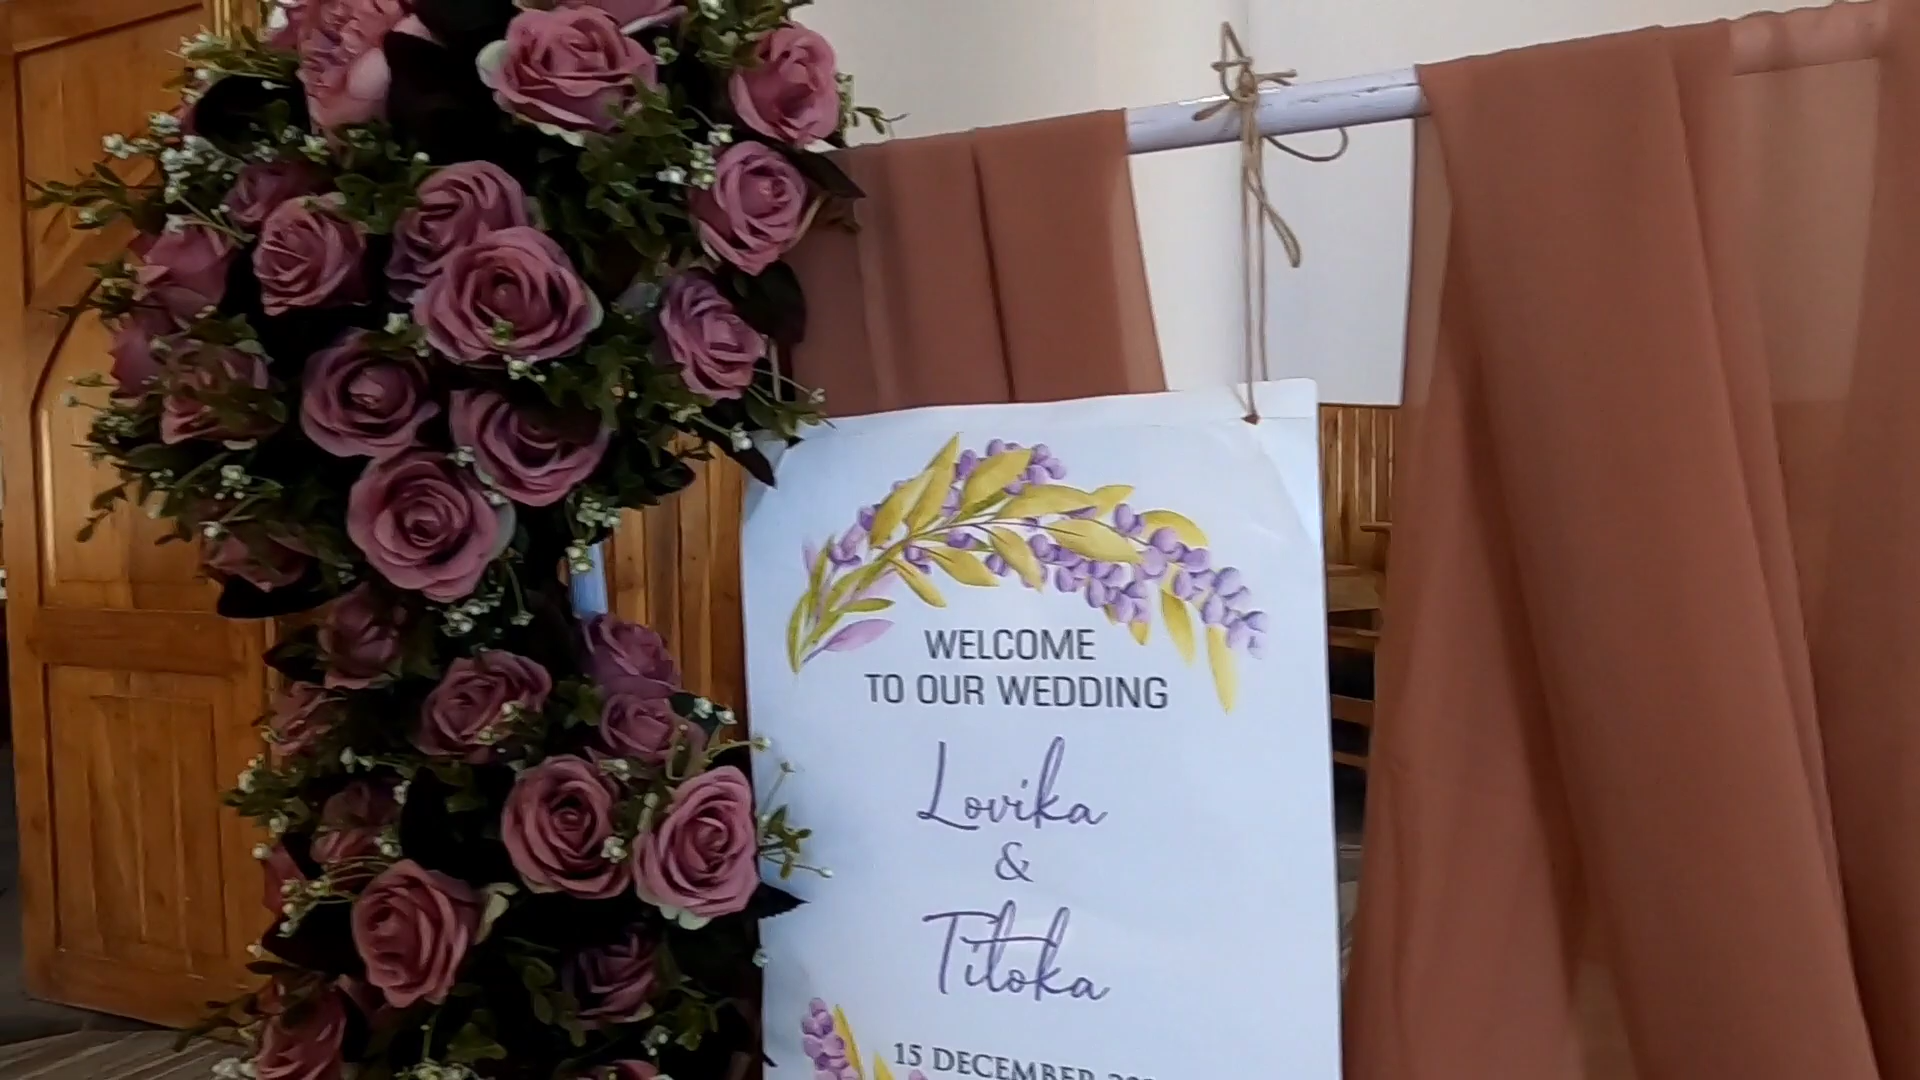 WELCOME
TO OUR WEDDING
Lovika
&
Titoka
15 DECEMBER